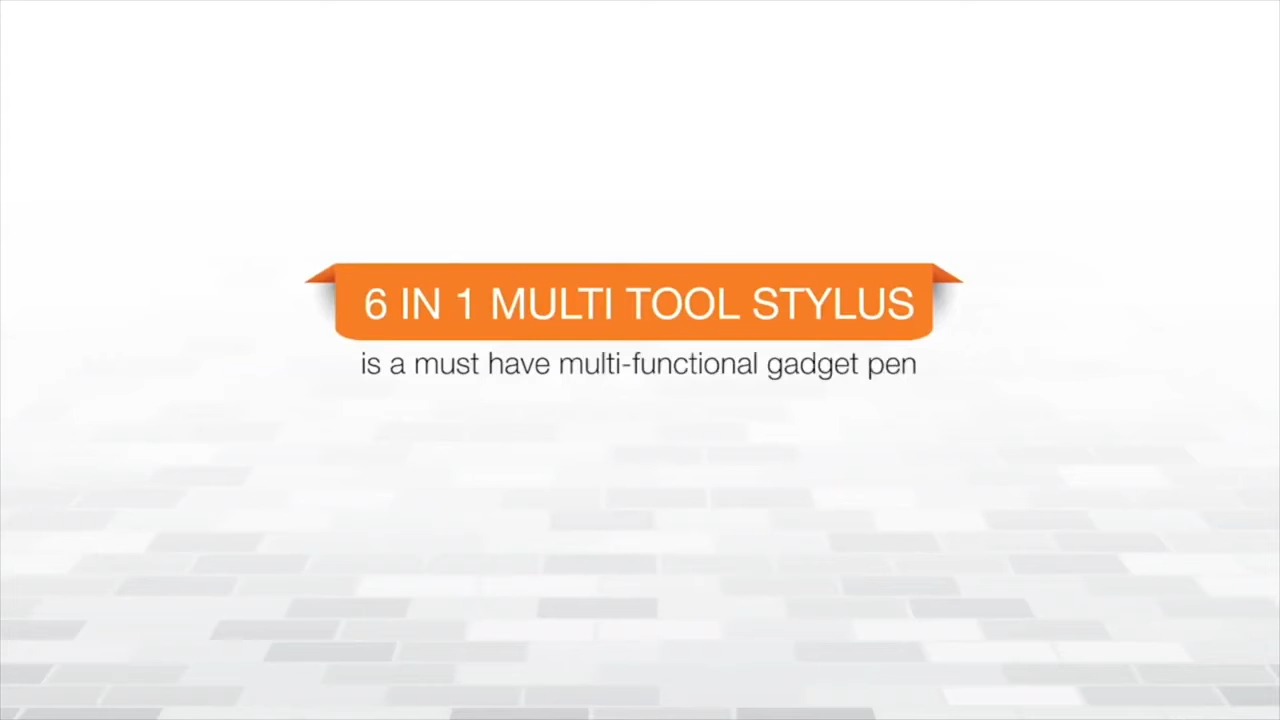 6 IN 1 MULTI TOOL STYLUS
is a must have multi-functional gadget pen